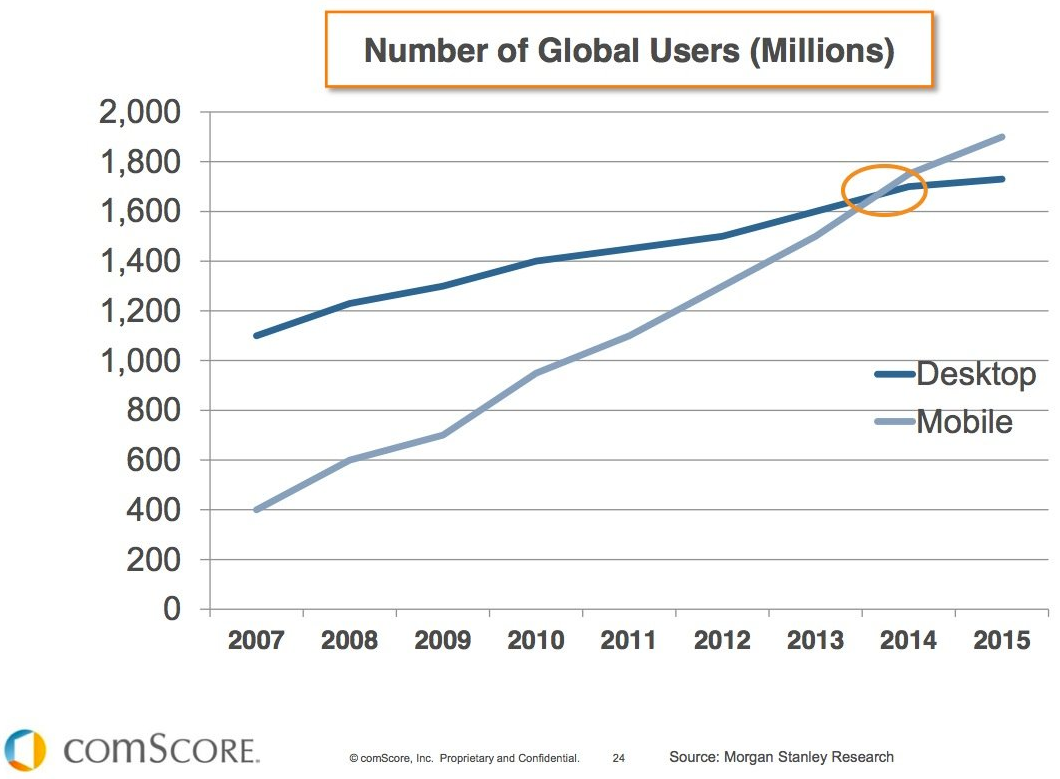 Number of Global Users (Millions)
2,000
1,800
1,600
1,400
1,200
1,000
800
600
400
200
0
Desktop
Mobile
2007 2008 2009 2010 2011 2012 2013 2014 2015
comScore.
© comScore, Inc. Proprietary and Confidential. 24 Source: Morgan Stanley Research